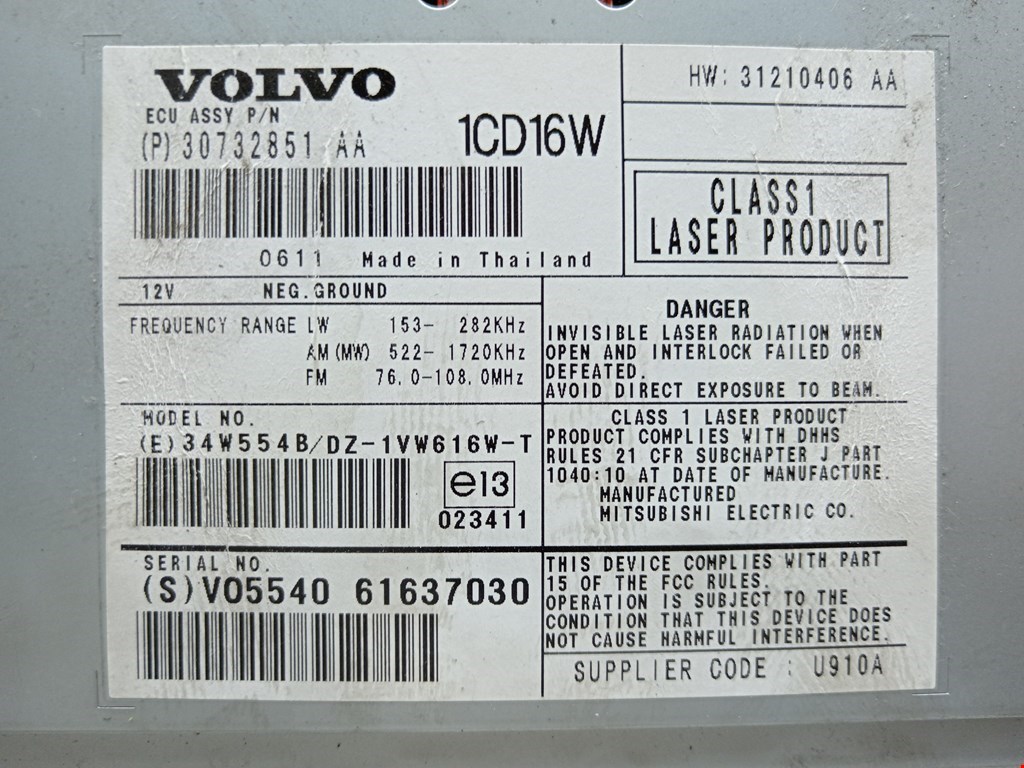 VOLVO
ECU ASSY P/N
(P) 30732851 AA
1CD16W
0611 Made in Thailand
HW: 31210406 AA
CLASS1
LASER PRODUCT
12V NEG.GROUND
FREQUENCY RANGE LW 153- 282KHz
AM (MW) 522- 1720KHz
FM 76.0-108.0MHz
DANGER
INVISIBLE LASER RADIATION WHEN
OPEN AND INTERLOCK FAILED OR
DEFEATED.
AVOID DIRECT EXPOSURE TO BEAM.
MODEL NO.
(E) 34W554B/DZ-1VW616W-T
e13
023411
CLASS 1 LASER PRODUCT
PRODUCT COMPLIES WITH DHHS
RULES 21 CFR SUBCHAPTER J PART
1040:10 AT DATE OF MANUFACTURE.
MANUFACTURED
MITSUBISHI ELECTRIC CO.
SERIAL NO.
(S) VO5540 61637030
THIS DEVICE COMPLIES WITH PART
15 OF THE FCC RULES.
OPERATION IS SUBJECT TO THE
CONDITION THAT THIS DEVICE DOES
NOT CAUSE HARMFUL INTERFERENCE.
SUPPLIER CODE : U910A